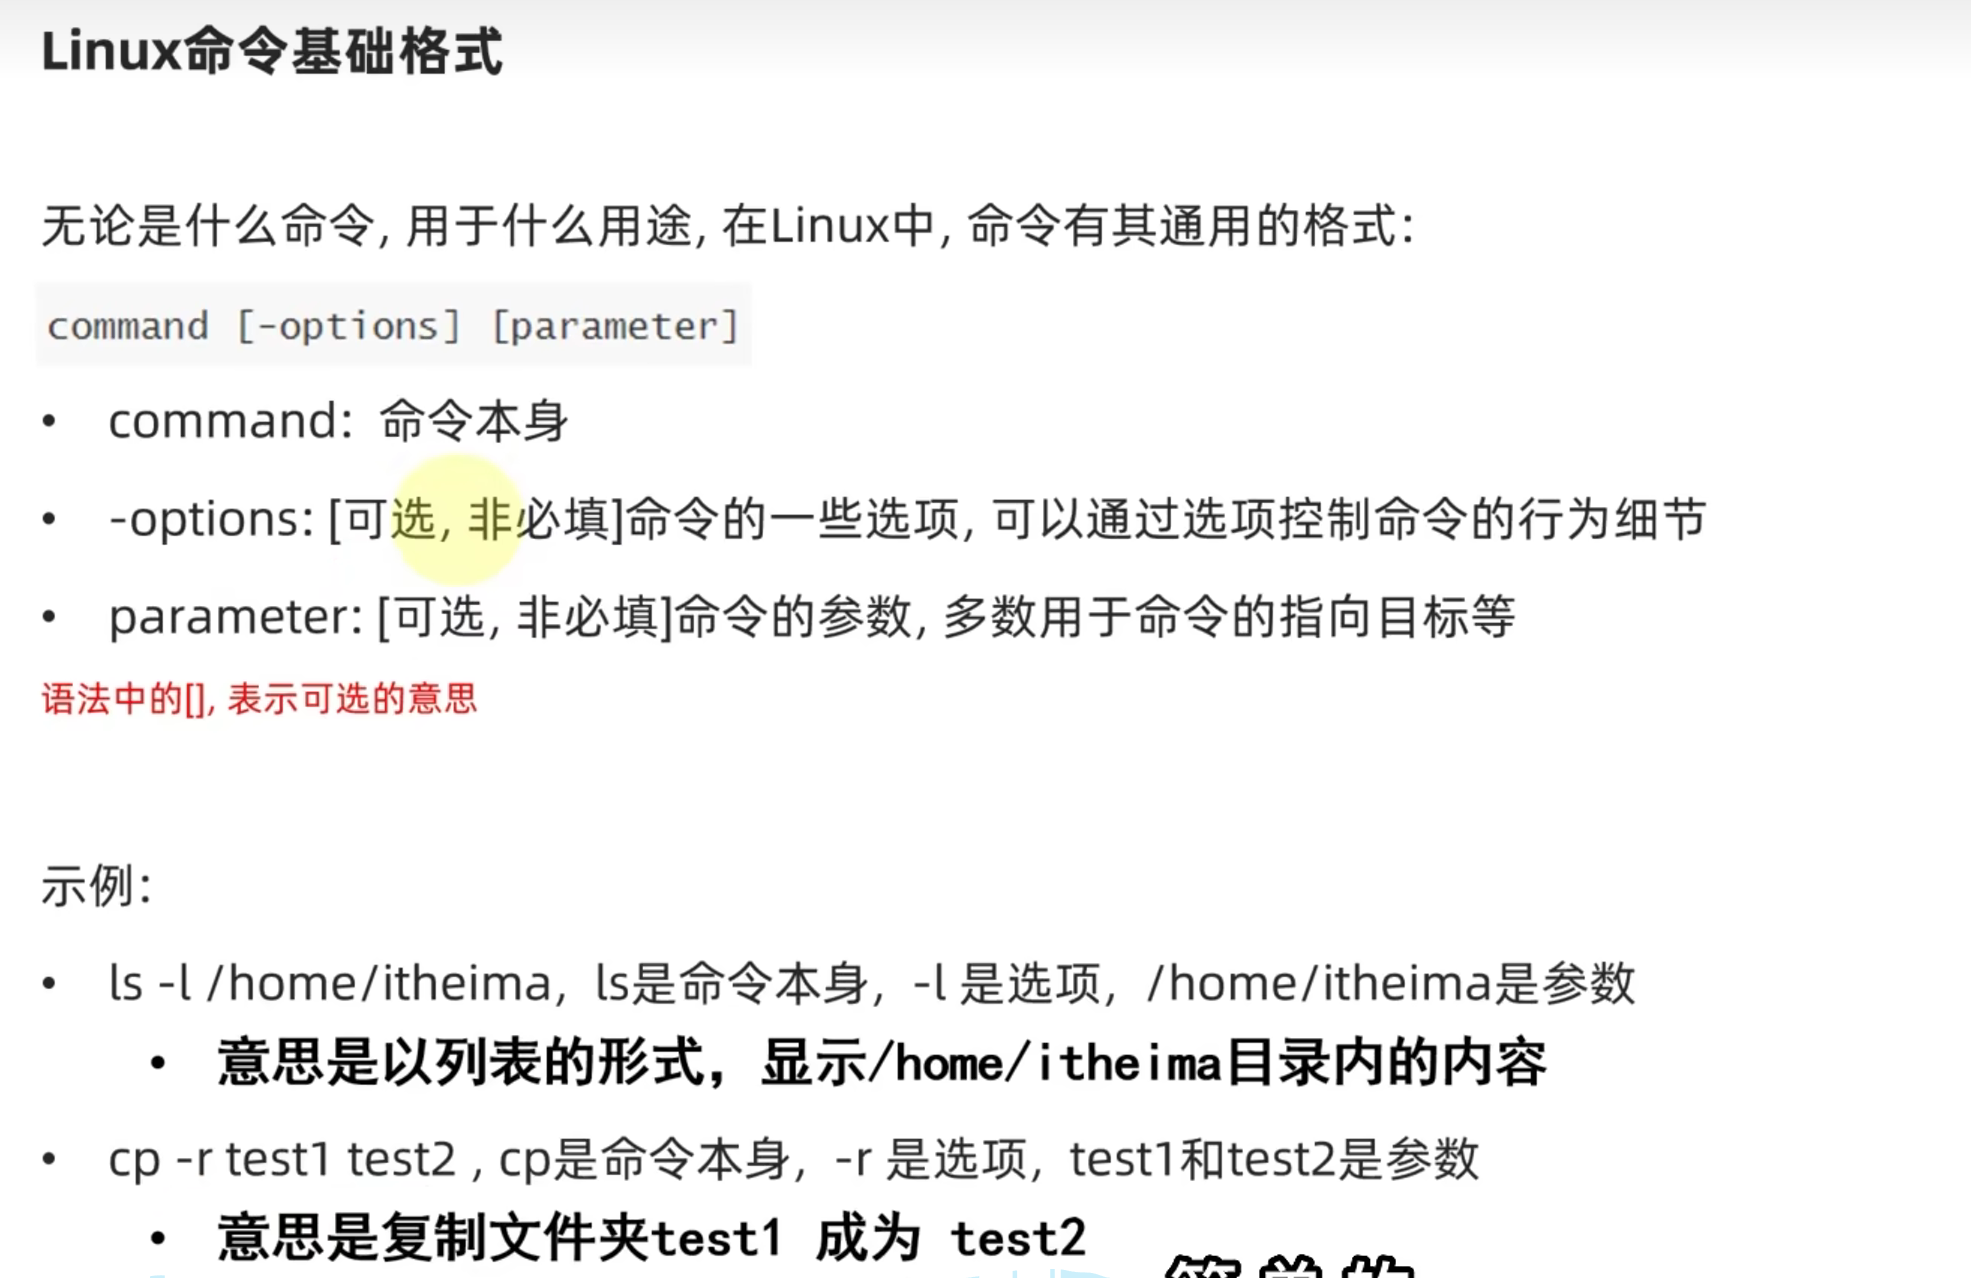 Linux命令基础格式
无论是什么命令, 用于什么用途, 在Linux中, 命令有其通用的格式:
command [-options] [parameter]
• command: 命令本身
• -options: [可选, 非必填]命令的一些选项, 可以通过选项控制命令的行为细节
• parameter: [可选, 非必填]命令的参数, 多数用于命令的指向目标等
语法中的[], 表示可选的意思
示例:
• ls -l /home/itheima, ls是命令本身, -l 是选项, /home/itheima是参数
• 意思是以列表的形式, 显示/home/itheima目录内的内容
• cp -r test1 test2 , cp是命令本身, -r 是选项, test1和test2是参数
• 意思是复制文件夹test1 成为 test2